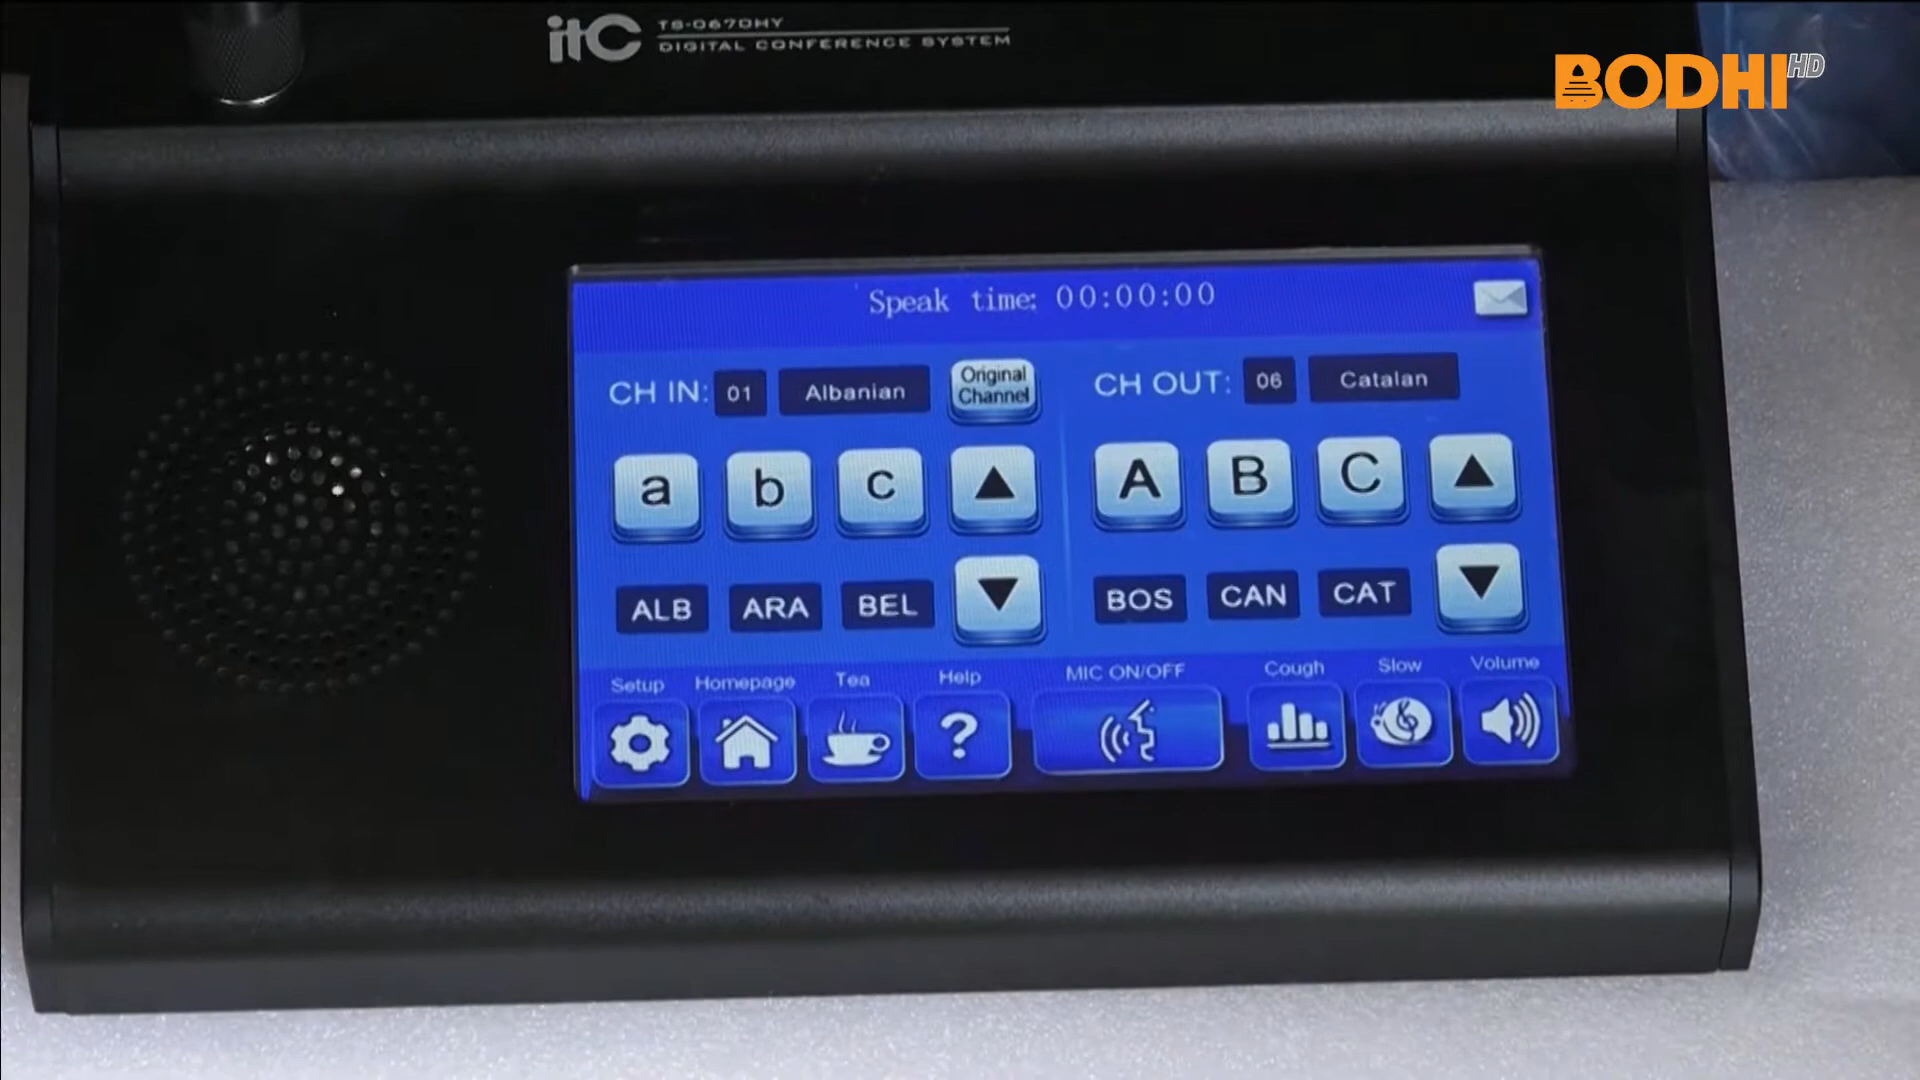 itC TS-0670HY
DIGITAL CONFERENCE SYSTEM
BODHI HD
Speak time: 00:00:00
CH IN: 01 Albanian Original Channel CH OUT: 06 Catalan
a b c A B C
ALB ARA BEL BOS CAN CAT
Setup Homepage Tea Help MIC ON/OFF Cough Slow Volume
?